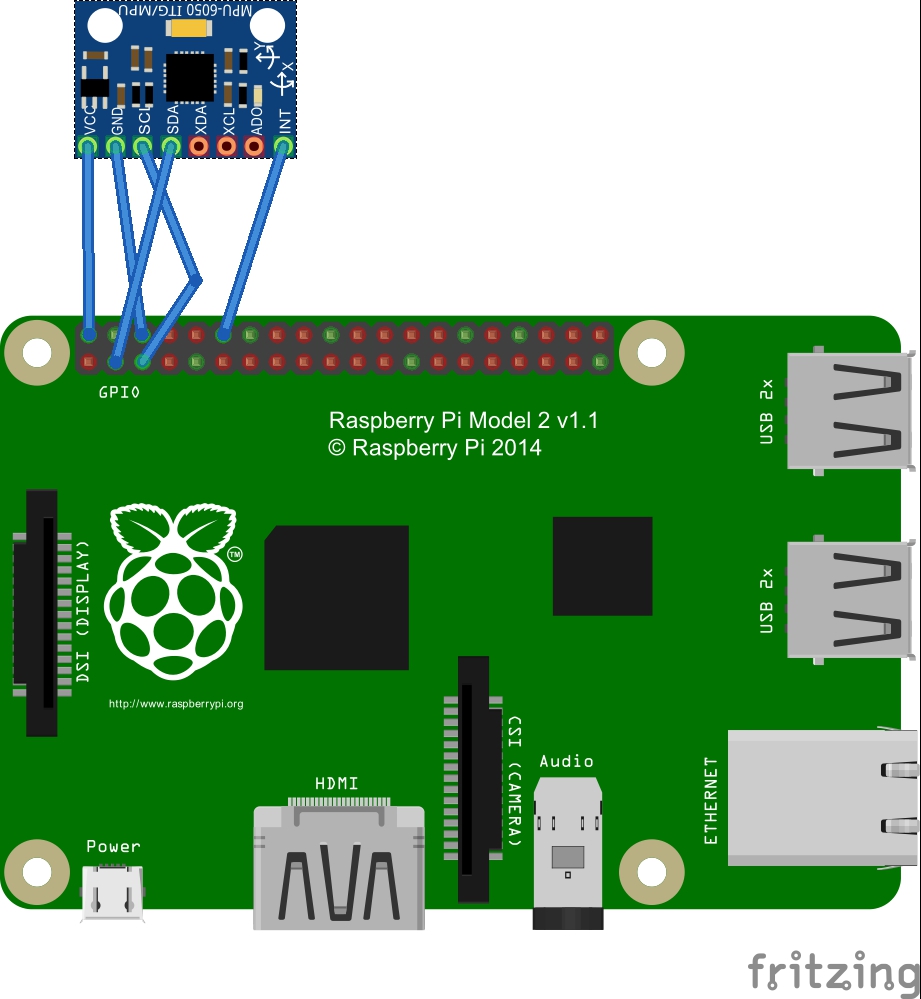 MPU-6050 ITG/MPU
Y
X
VCC
GND
SCL
SDA
XDA
XCL
ADO
INT
GPIO
Raspberry Pi Model 2 v1.1
© Raspberry Pi 2014
USB 2x
DSI (DISPLAY)
TM
USB 2x
http://www.raspberrypi.org
CSI (CAMERA)
Audio
ETHERNET
HDMI
Power
fritzing